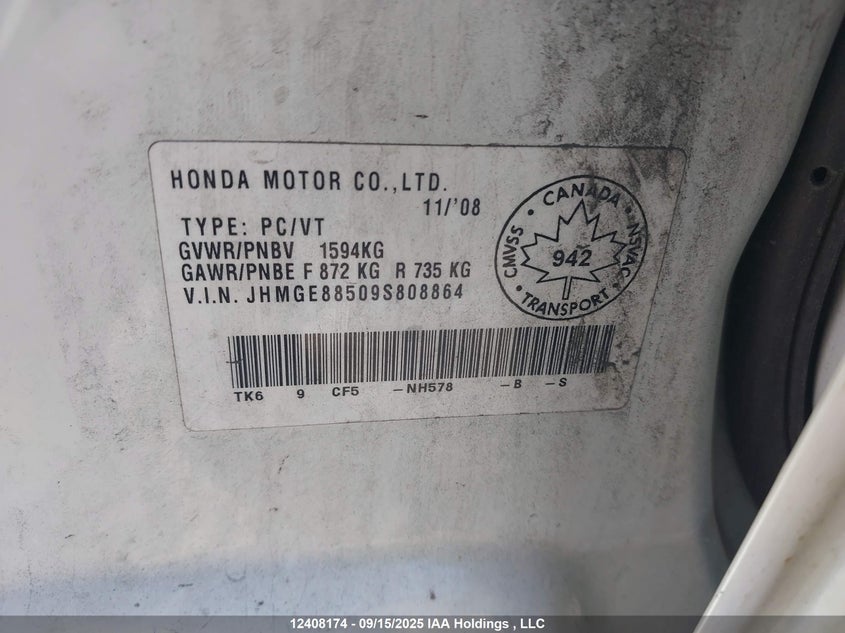 HONDA MOTOR CO.,LTD.
11/'08
TYPE: PC/VT
GVWR/PNBV 1594KG
GAWR/PNBE F 872 KG R 735 KG
V.I.N. JHMGE88509S808864
CANADA
CMVSS
NSVAC
942
TRANSPORT
TK6 9 CF5 -NH578 -B -S
12408174 - 09/15/2025 IAA Holdings , LLC